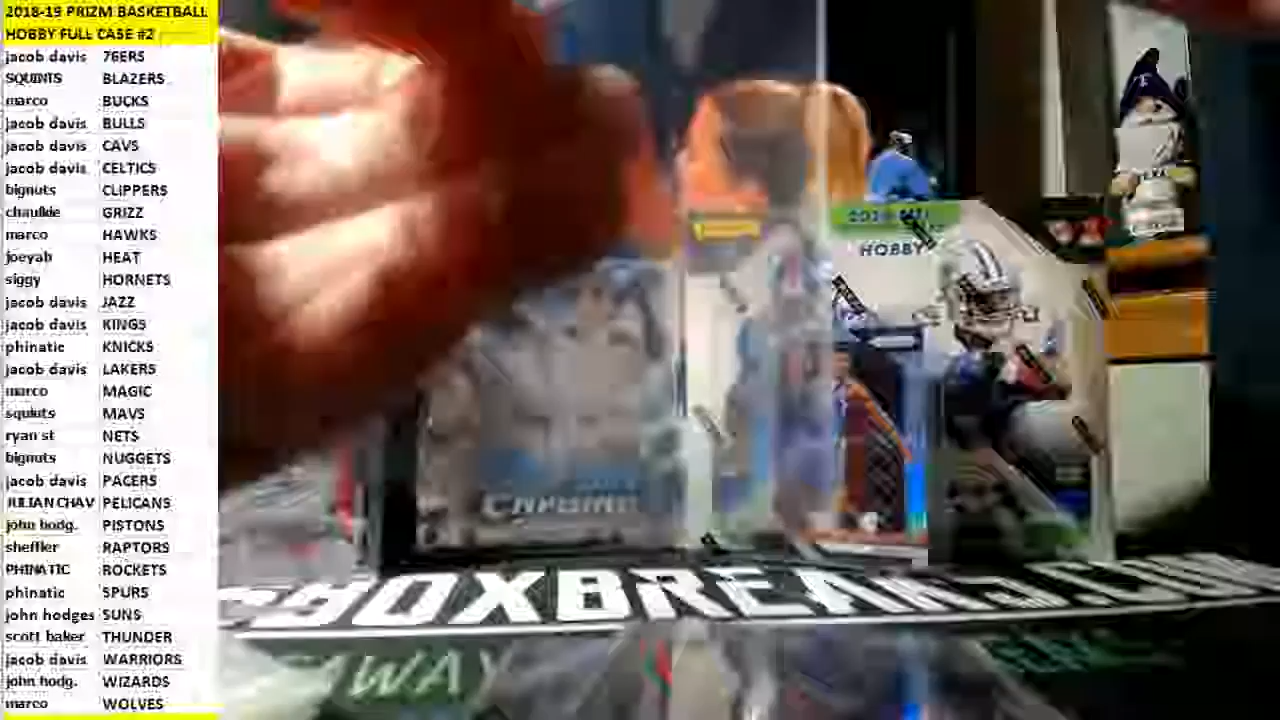 2018-19 PRIZM BASKETBALL
HOBBY FULL CASE #2
jacob davis 76ERS
SQUINTS BLAZERS
marco BUCKS
jacob davis BULLS
jacob davis CAVS
jacob davis CELTICS
bignuts CLIPPERS
chaulkie GRIZZ
marco HAWKS
joeyah HEAT
siggy HORNETS
jacob davis JAZZ
jacob davis KINGS
phinatic KNICKS
jacob davis LAKERS
marco MAGIC
squints MAVS
ryan st NETS
bignuts NUGGETS
jacob davis PACERS
JULIAN CHAV PELICANS
john hodg. PISTONS
sheffler RAPTORS
PHINATIC ROCKETS
phinatic SPURS
john hodges SUNS
scott baker THUNDER
jacob davis WARRIORS
john hodg. WIZARDS
marco WOLVES
HOBBY
CHROME
BOXBREAKS.COM